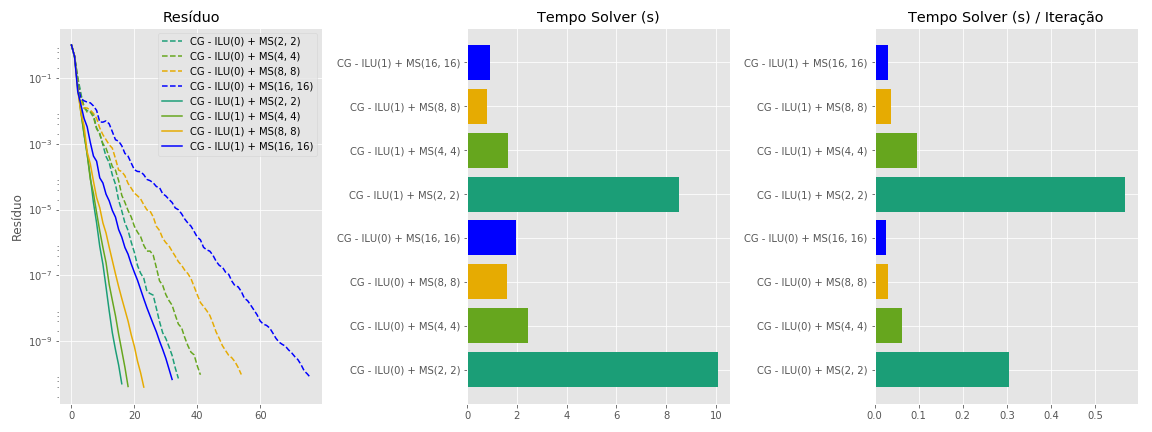 Resíduo
Resíduo
10⁻¹
10⁻³
10⁻⁵
10⁻⁷
10⁻⁹
0
20
40
60
CG - ILU(0) + MS(2, 2)
CG - ILU(0) + MS(4, 4)
CG - ILU(0) + MS(8, 8)
CG - ILU(0) + MS(16, 16)
CG - ILU(1) + MS(2, 2)
CG - ILU(1) + MS(4, 4)
CG - ILU(1) + MS(8, 8)
CG - ILU(1) + MS(16, 16)
Tempo Solver (s)
CG - ILU(1) + MS(16, 16)
CG - ILU(1) + MS(8, 8)
CG - ILU(1) + MS(4, 4)
CG - ILU(1) + MS(2, 2)
CG - ILU(0) + MS(16, 16)
CG - ILU(0) + MS(8, 8)
CG - ILU(0) + MS(4, 4)
CG - ILU(0) + MS(2, 2)
0
2
4
6
8
10
Tempo Solver (s) / Iteração
CG - ILU(1) + MS(16, 16)
CG - ILU(1) + MS(8, 8)
CG - ILU(1) + MS(4, 4)
CG - ILU(1) + MS(2, 2)
CG - ILU(0) + MS(16, 16)
CG - ILU(0) + MS(8, 8)
CG - ILU(0) + MS(4, 4)
CG - ILU(0) + MS(2, 2)
0.0
0.1
0.2
0.3
0.4
0.5